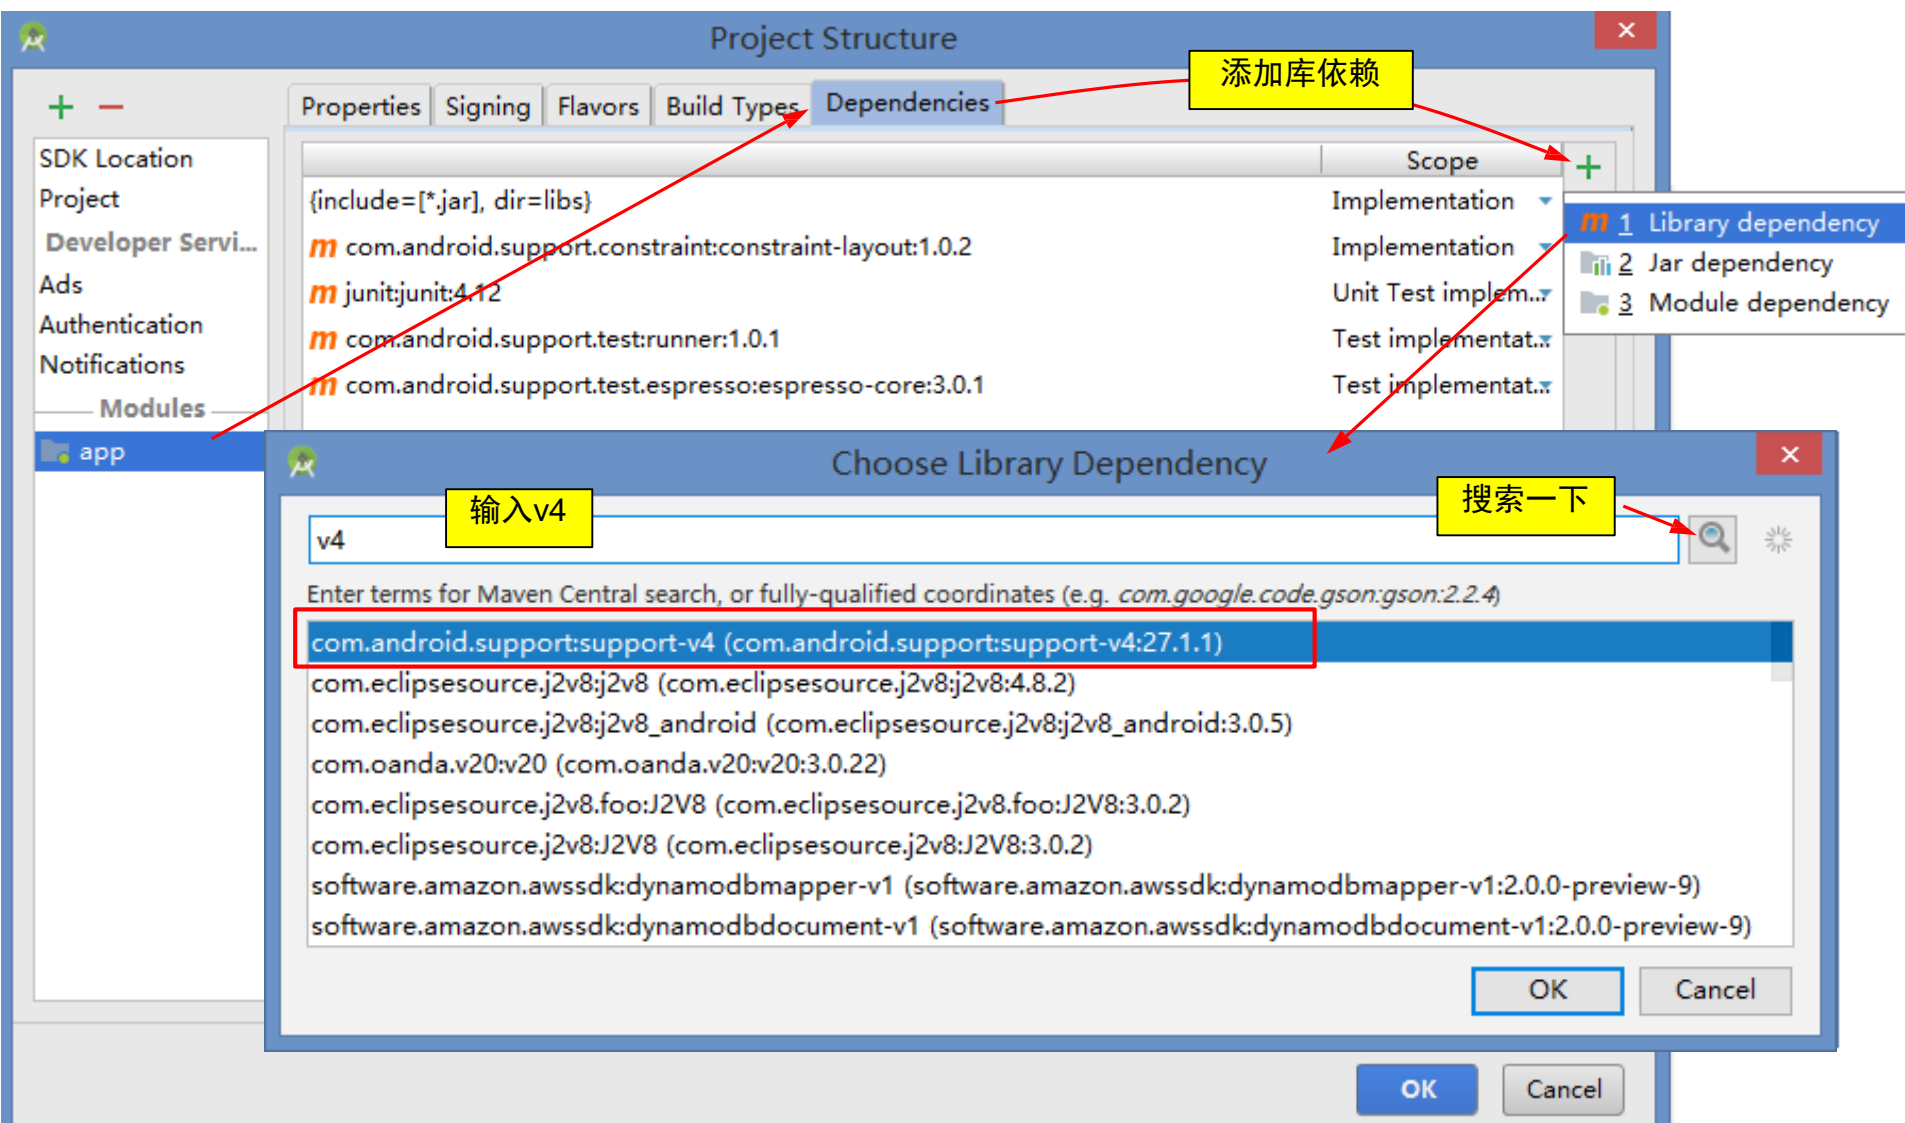 Project Structure
添加库依赖
Properties Signing Flavors Build Types Dependencies
SDK Location
Project
Developer Servi...
Ads
Authentication
Notifications
Modules
app
Scope
{include=[*.jar], dir=libs} Implementation
m com.android.support.constraint:constraint-layout:1.0.2 Implementation
m junit:junit:4.12 Unit Test implem...
m com.android.support.test:runner:1.0.1 Test implementat...
m com.android.support.test.espresso:espresso-core:3.0.1 Test implementat...
m 1 Library dependency
2 Jar dependency
3 Module dependency
Choose Library Dependency
输入v4
搜索一下
v4
Enter terms for Maven Central search, or fully-qualified coordinates (e.g. com.google.code.gson:gson:2.2.4)
com.android.support:support-v4 (com.android.support:support-v4:27.1.1)
com.eclipsesource.j2v8:j2v8 (com.eclipsesource.j2v8:j2v8:4.8.2)
com.eclipsesource.j2v8:j2v8_android (com.eclipsesource.j2v8:j2v8_android:3.0.5)
com.oanda.v20:v20 (com.oanda.v20:v20:3.0.22)
com.eclipsesource.j2v8.foo:J2V8 (com.eclipsesource.j2v8.foo:J2V8:3.0.2)
com.eclipsesource.j2v8:J2V8 (com.eclipsesource.j2v8:J2V8:3.0.2)
software.amazon.awssdk:dynamodbmapper-v1 (software.amazon.awssdk:dynamodbmapper-v1:2.0.0-preview-9)
software.amazon.awssdk:dynamodbdocument-v1 (software.amazon.awssdk:dynamodbdocument-v1:2.0.0-preview-9)
OK Cancel
OK Cancel